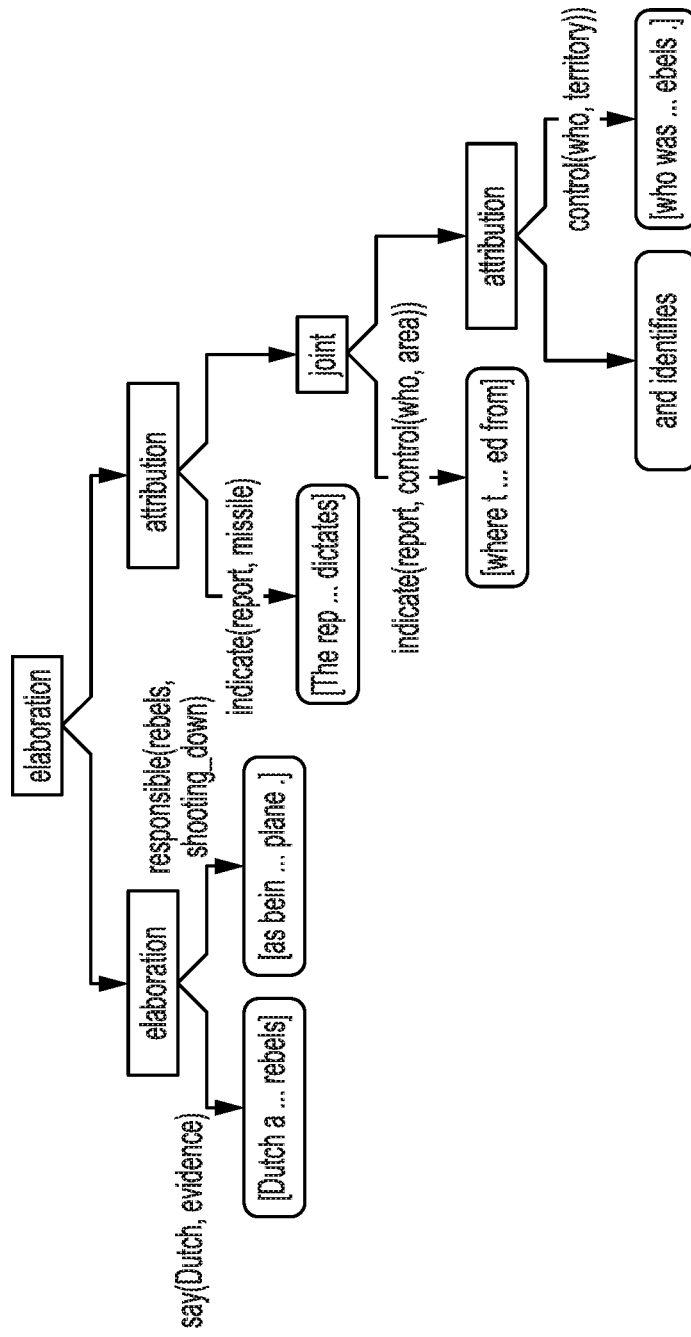 elaboration
elaboration
attribution
say(Dutch, evidence)
responsible(rebels,
shooting_down)
indicate(report, missile)
[Dutch a ... rebels]
[as bein ... plane .]
[The rep ... dictates]
joint
indicate(report, control(who, area))
[where t ... ed from]
attribution
control(who, territory))
and identifies
[who was ... ebels .]